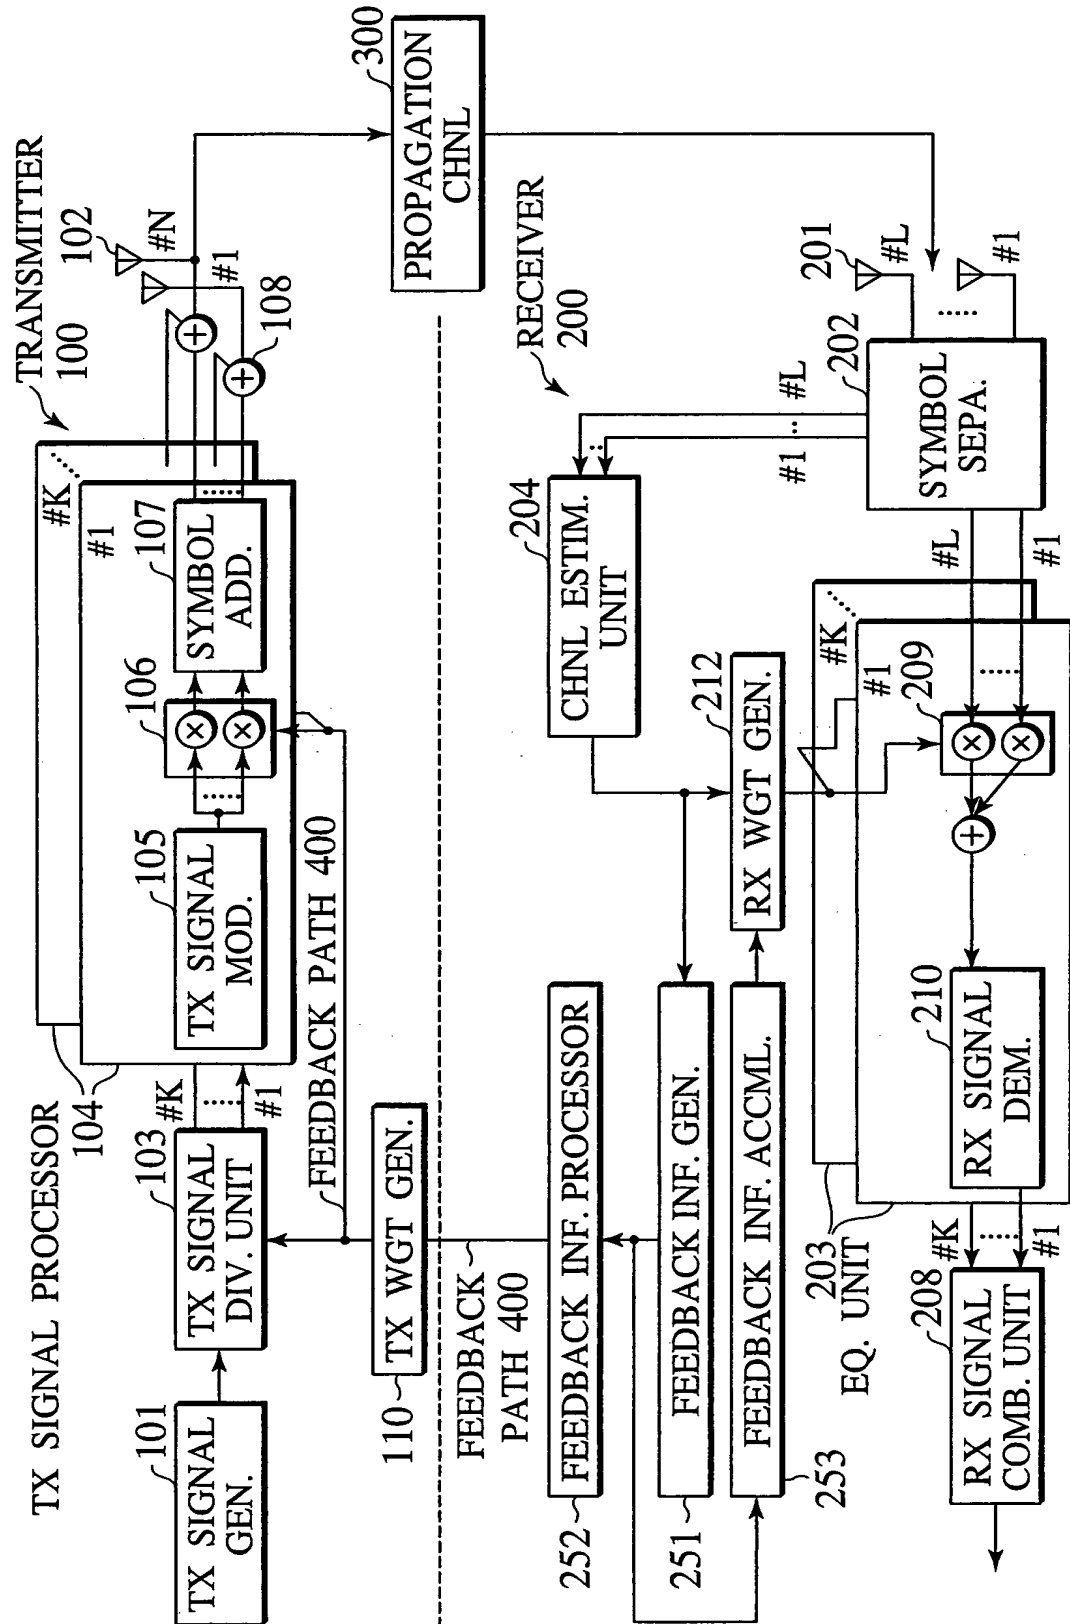 TRANSMITTER
100
TX SIGNAL PROCESSOR
104
#K
#1
101
TX SIGNAL
GEN.
103
TX SIGNAL
DIV. UNIT
#K
#1
105
TX SIGNAL
MOD.
106
107
SYMBOL
ADD.
108
102
#N
#1
FEEDBACK PATH 400
110
TX WGT GEN.
300
PROPAGATION
CHNL
FEEDBACK
PATH 400
RECEIVER
200
252
FEEDBACK INF. PROCESSOR
251
FEEDBACK INF. GEN.
253
FEEDBACK INF. ACCML.
204
CHNL ESTIM.
UNIT
#1
#L
212
RX WGT GEN.
201
#L
#1
202
SYMBOL
SEPA.
#L
#1
203
EQ. UNIT
#K
#1
209
210
RX SIGNAL
DEM.
#K
#1
208
RX SIGNAL
COMB. UNIT